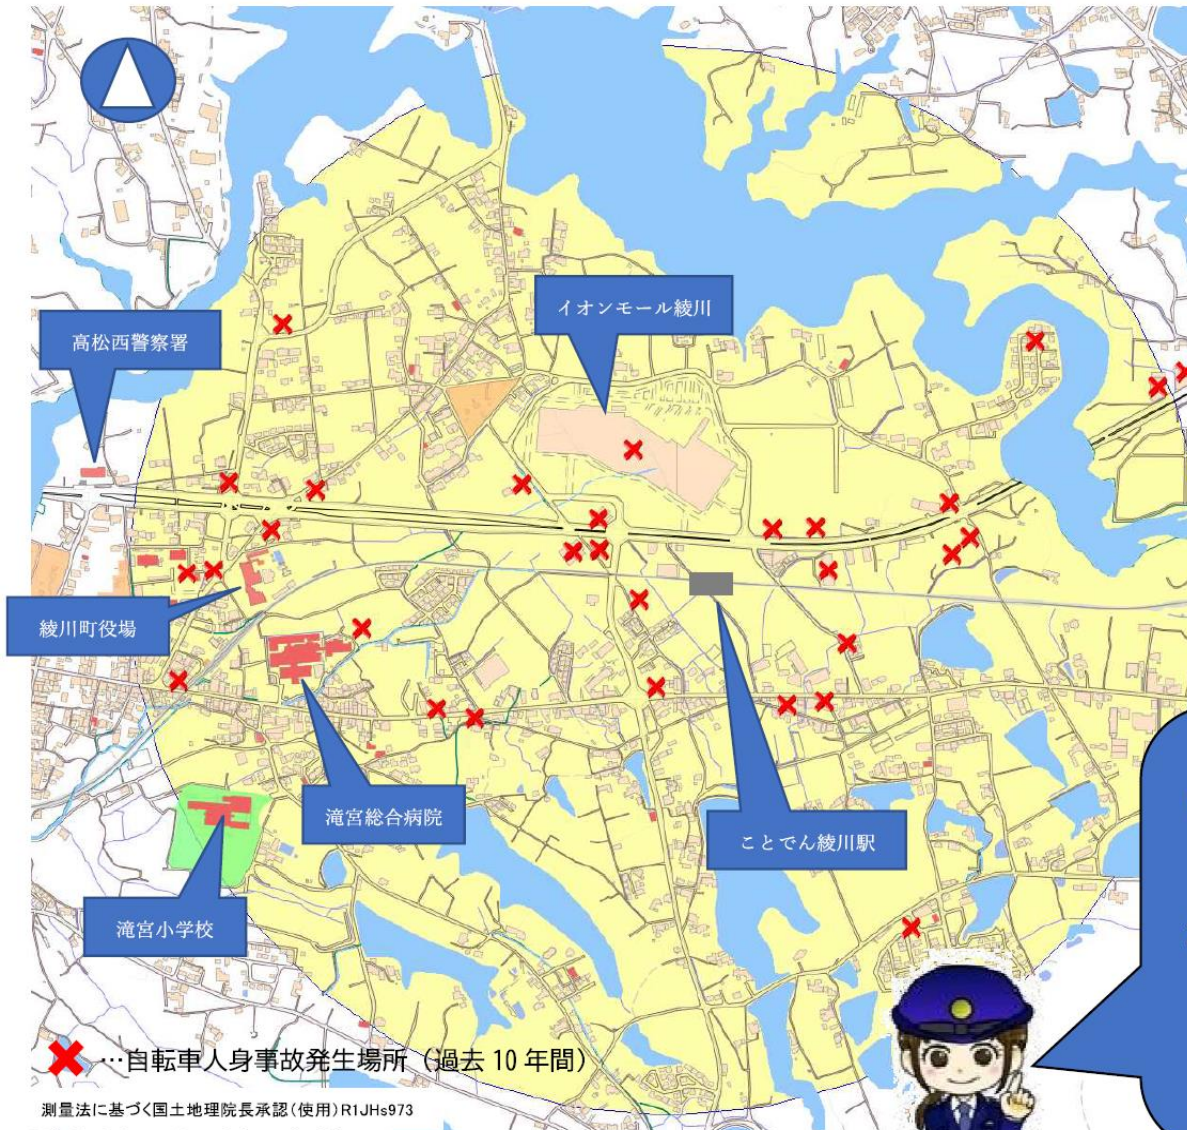 イオンモール綾川
高松西警察署
綾川町役場
滝宮総合病院
ことでん綾川駅
滝宮小学校
…自転車人身事故発生場所（過去 10 年間）
測量法に基づく国土地理院長承認(使用)R1JHs973